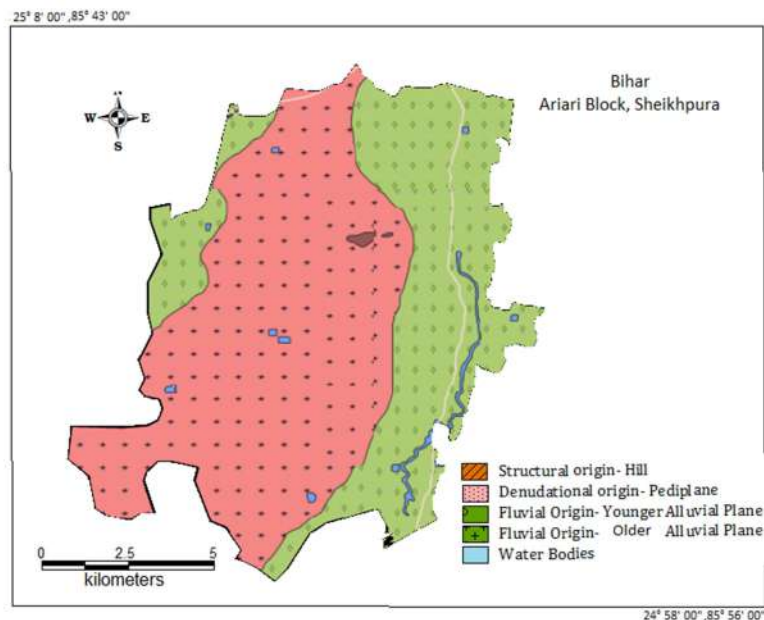 25° 8' 00" ,85° 43' 00"
Bihar
Ariari Block, Sheikhpura
W E
S
Structural origin- Hill
Denudational origin- Pediplane
Fluvial Origin- Younger Alluvial Plane
Fluvial Origin- Older Alluvial Plane
Water Bodies
0 2.5 5
kilometers
24° 58' 00",85° 56' 00"